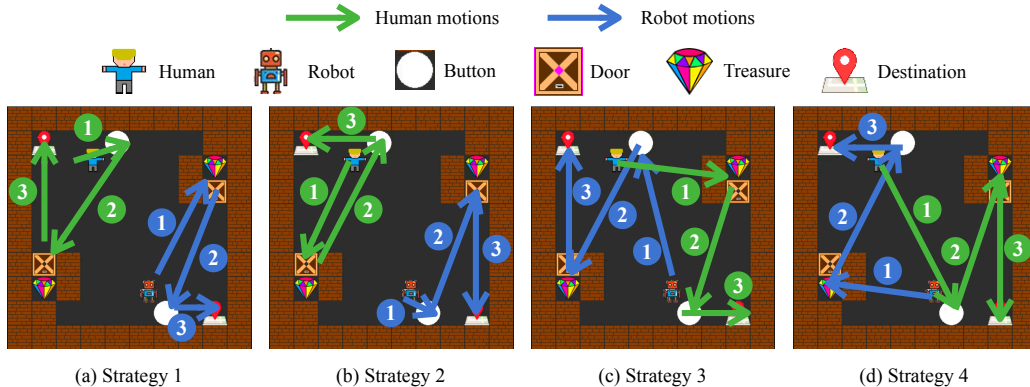 Human motions Robot motions
Human Robot Button Door Treasure Destination
1 2 3 1 2 3
1 2 3 1 2 3
1 2 3 1 2 3
1 2 3 1 2 3
(a) Strategy 1 (b) Strategy 2 (c) Strategy 3 (d) Strategy 4